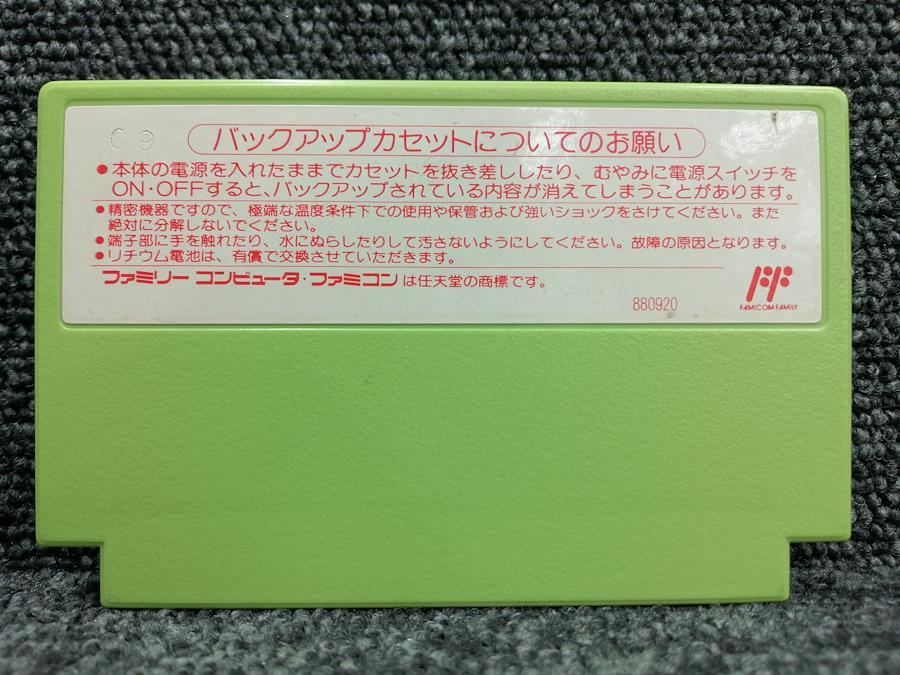 C9
バックアップカセットについてのお願い
●本体の電源を入れたままでカセットを抜き差ししたり、むやみに電源スイッチを
ON・OFFすると、バックアップされている内容が消えてしまうことがあります。
●精密機器ですので、極端な温度条件下での使用や保管および強いショックをさけてください。また
絶対に分解しないでください。
●端子部に手を触れたり、水にぬらしたりして汚さないようにしてください。故障の原因となります。
●リチウム電池は、有償で交換させていただきます。
ファミリー コンピュータ・ファミコンは任天堂の商標です。
880920
FAMICOM FAMILY